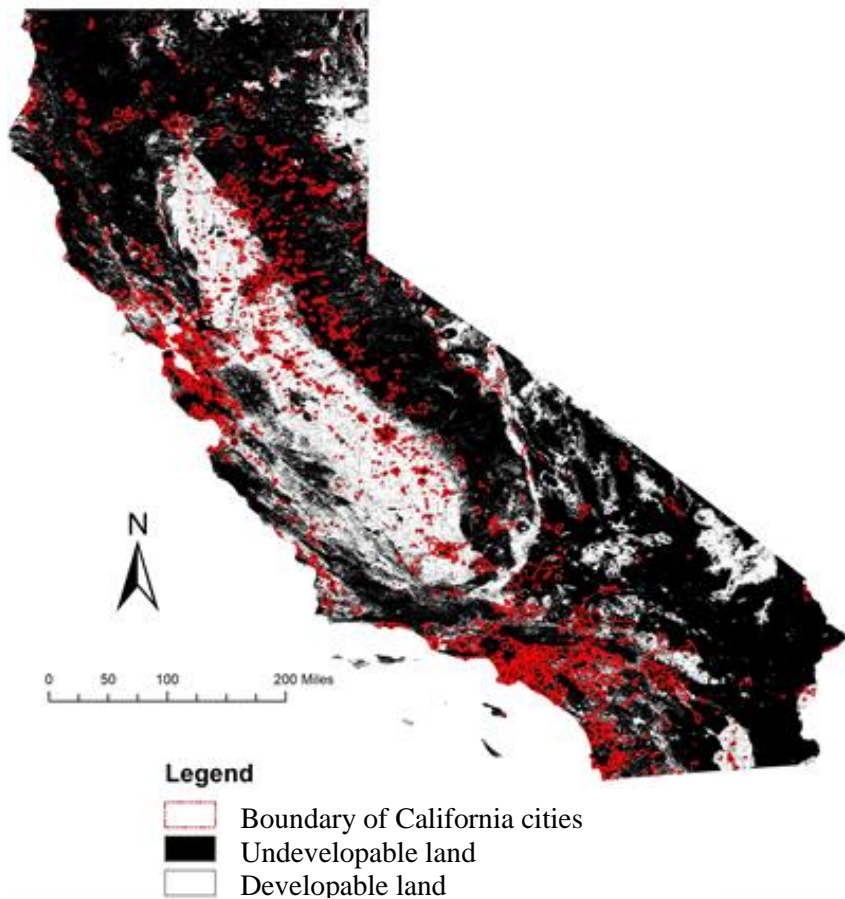 N
0 50 100 200 Miles
Legend
Boundary of California cities
Undevelopable land
Developable land